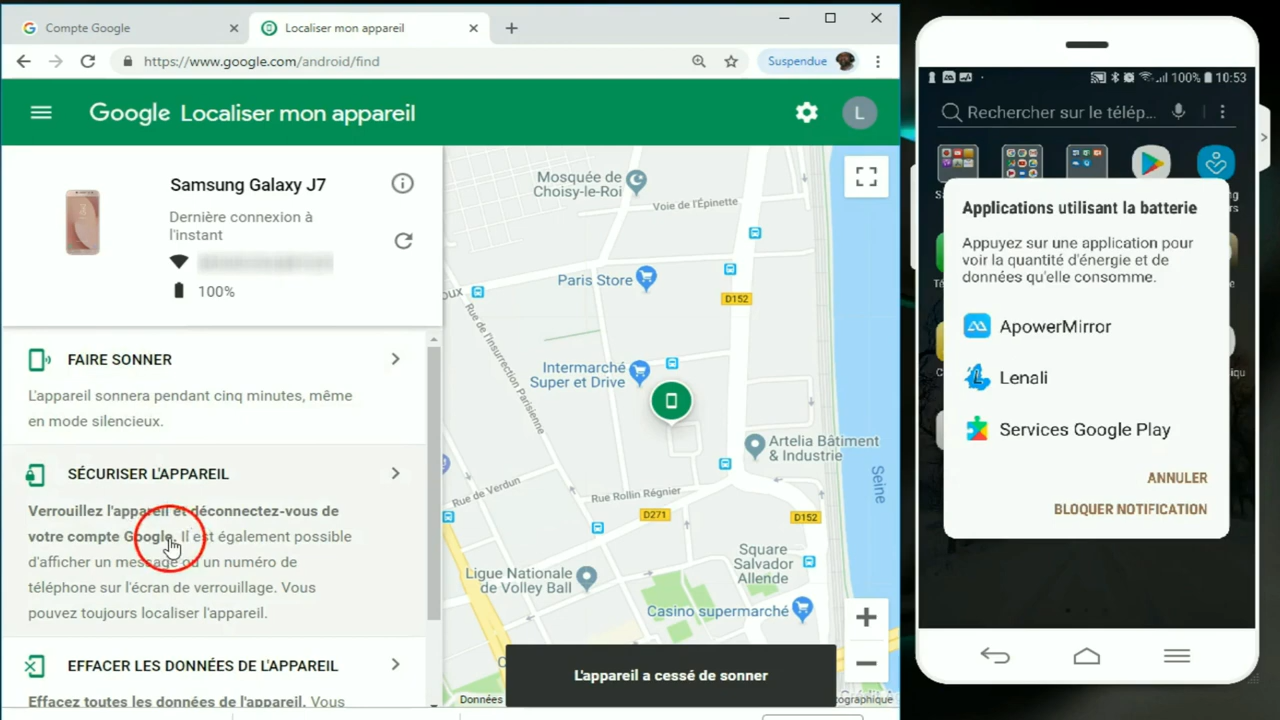 Compte Google
Localiser mon appareil
https://www.google.com/android/find
Suspendue
Google Localiser mon appareil
L
Samsung Galaxy J7
Dernière connexion à
l'instant
100%
FAIRE SONNER
L'appareil sonnera pendant cinq minutes, même
en mode silencieux.
SÉCURISER L'APPAREIL
Verrouillez l'appareil et déconnectez-vous de
votre compte Google. Il est également possible
d'afficher un message ou un numéro de
téléphone sur l'écran de verrouillage. Vous
pouvez toujours localiser l'appareil.
EFFACER LES DONNÉES DE L'APPAREIL
Effacez toutes les données de l'appareil. Vous
Mosquée de
Choisy-le-Roi
Voie de l'Épinette
Paris Store
D152
Rue de l'Insurrection Parisienne
Intermarché
Super et Drive
Artelia Bâtiment
& Industrie
Rue de Verdun
Rue Rollin Régnier
D271
D152
Seine
Square
Salvador
Allende
Ligue Nationale
de Volley Ball
Casino supermarché
L'appareil a cessé de sonner
Données
ographique
100% 10:53
Rechercher sur le télép...
Applications utilisant la batterie
Appuyez sur une application pour
voir la quantité d'énergie et de
données qu'elle consomme.
ApowerMirror
Lenali
Services Google Play
ANNULER
BLOQUER NOTIFICATION